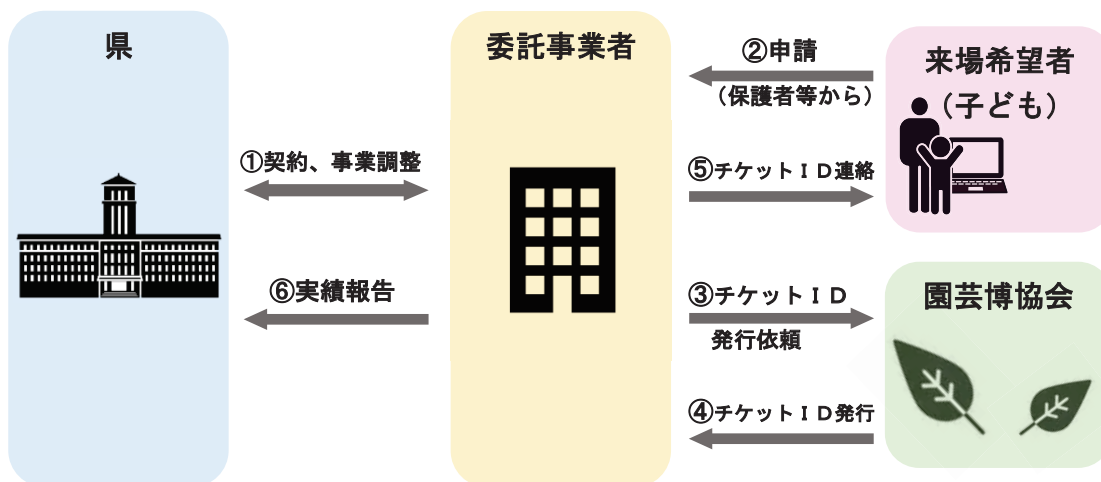 県
委託事業者
来場希望者
（子ども）
①契約、事業調整
②申請
（保護者等から）
⑤チケットＩＤ連絡
⑥実績報告
③チケットＩＤ
発行依頼
④チケットＩＤ発行
園芸博協会